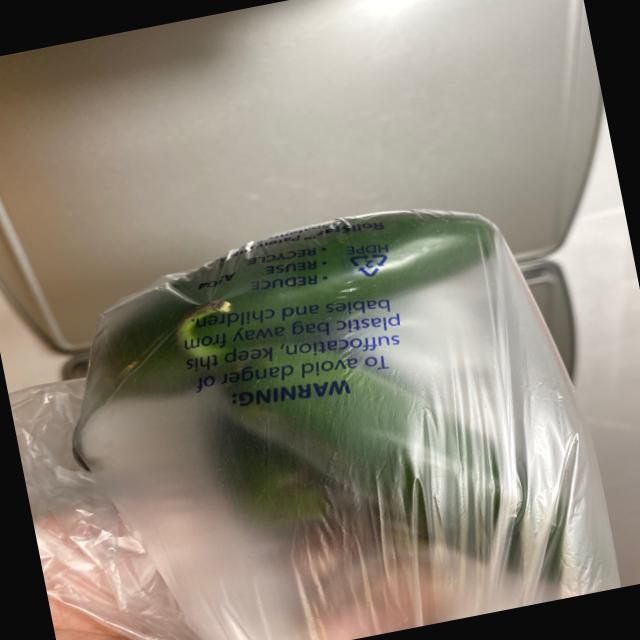 WARNING:
To avoid danger of
suffocation, keep this
plastic bag away from
babies and children
• REDUCE
• REUSE
• RECYCLE
2
HDPE